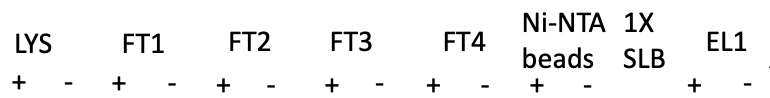 LYS FT1 FT2 FT3 FT4 Ni-NTA beads 1X SLB EL1
+ - + - + - + - + - + - + -